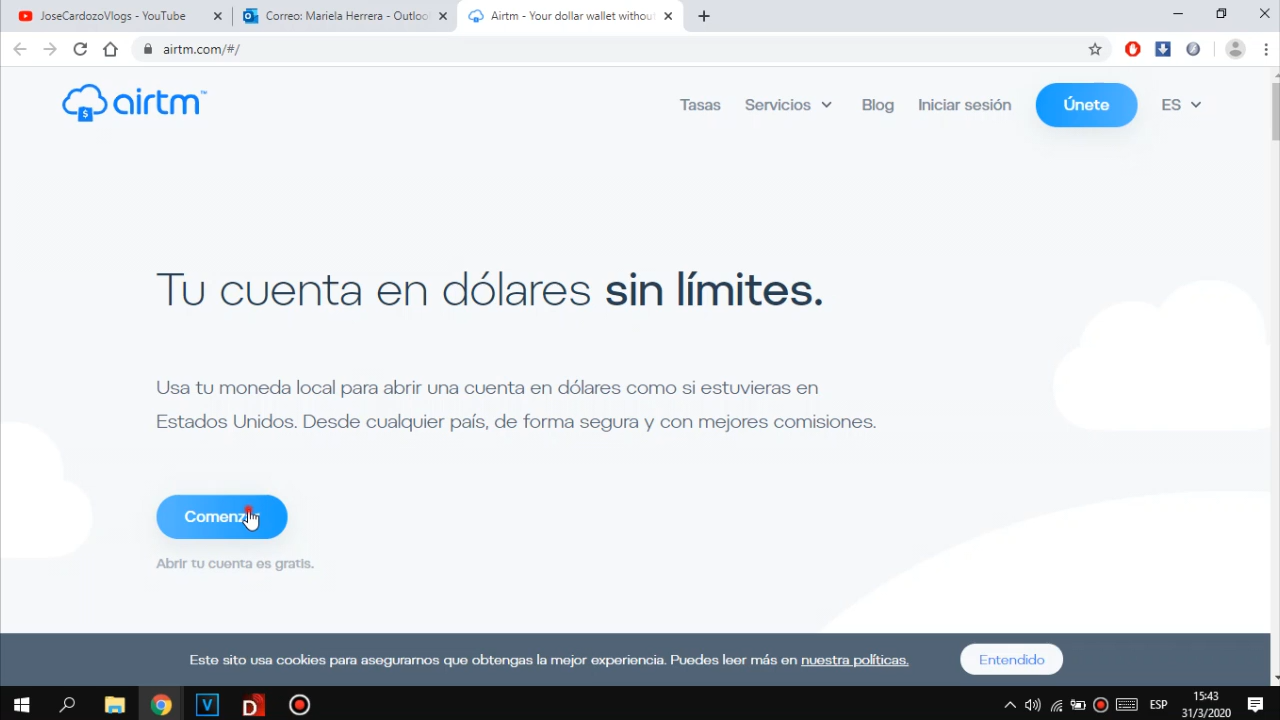 JoseCardozoVlogs - YouTube
Correo: Mariela Herrera - Outloo
Airtm - Your dollar wallet withou
airtm.com/#/
airtm™
Tasas
Servicios
Blog
Iniciar sesión
Únete
ES
Tu cuenta en dólares sin límites.
Usa tu moneda local para abrir una cuenta en dólares como si estuvieras en
Estados Unidos. Desde cualquier país, de forma segura y con mejores comisiones.
Comenzar
Abrir tu cuenta es gratis.
Este sito usa cookies para asegurarnos que obtengas la mejor experiencia. Puedes leer más en nuestra políticas.
Entendido
ESP
15:43
31/3/2020